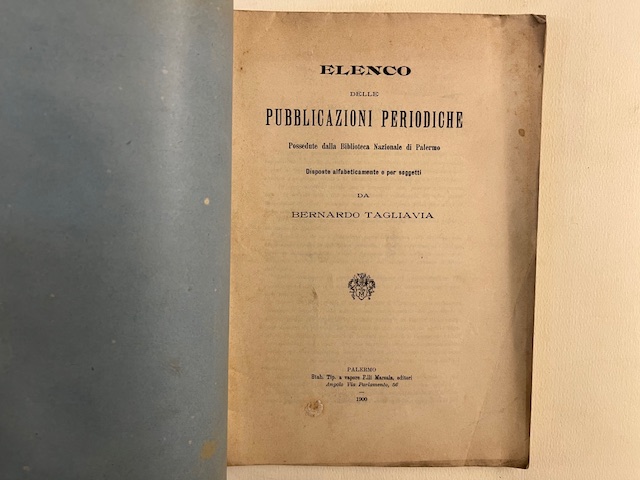 ELENCO
DELLE
PUBBLICAZIONI PERIODICHE
Possedute dalla Biblioteca Nazionale di Palermo
Disposte alfabeticamente e per soggetti
DA
BERNARDO TAGLIAVIA
PALERMO
Stab. Tip. a vapore F.lli Marsala, editori
Angolo Via Parlamento, 56
1900